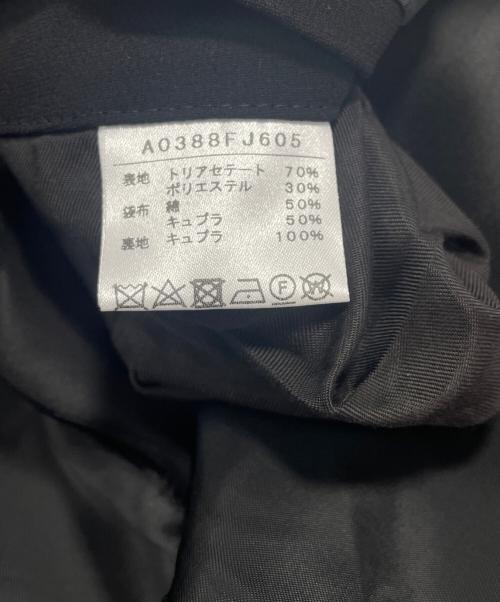 A0388FJ605
表地 トリアセテート 70%
ポリエステル 30%
袋布 綿 50%
キュプラ 50%
裏地 キュプラ 100%
F W